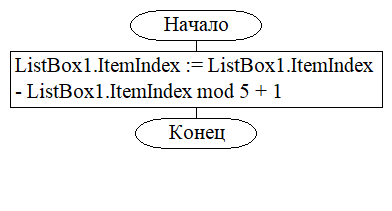 Начало
ListBox1.ItemIndex := ListBox1.ItemIndex
- ListBox1.ItemIndex mod 5 + 1
Конец